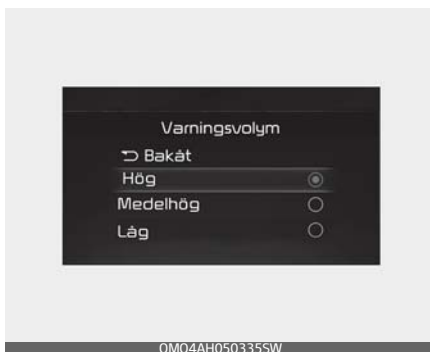 Varningsvolym
Bakåt
Hög
Medelhög
Låg
OMQ4AH050335SW